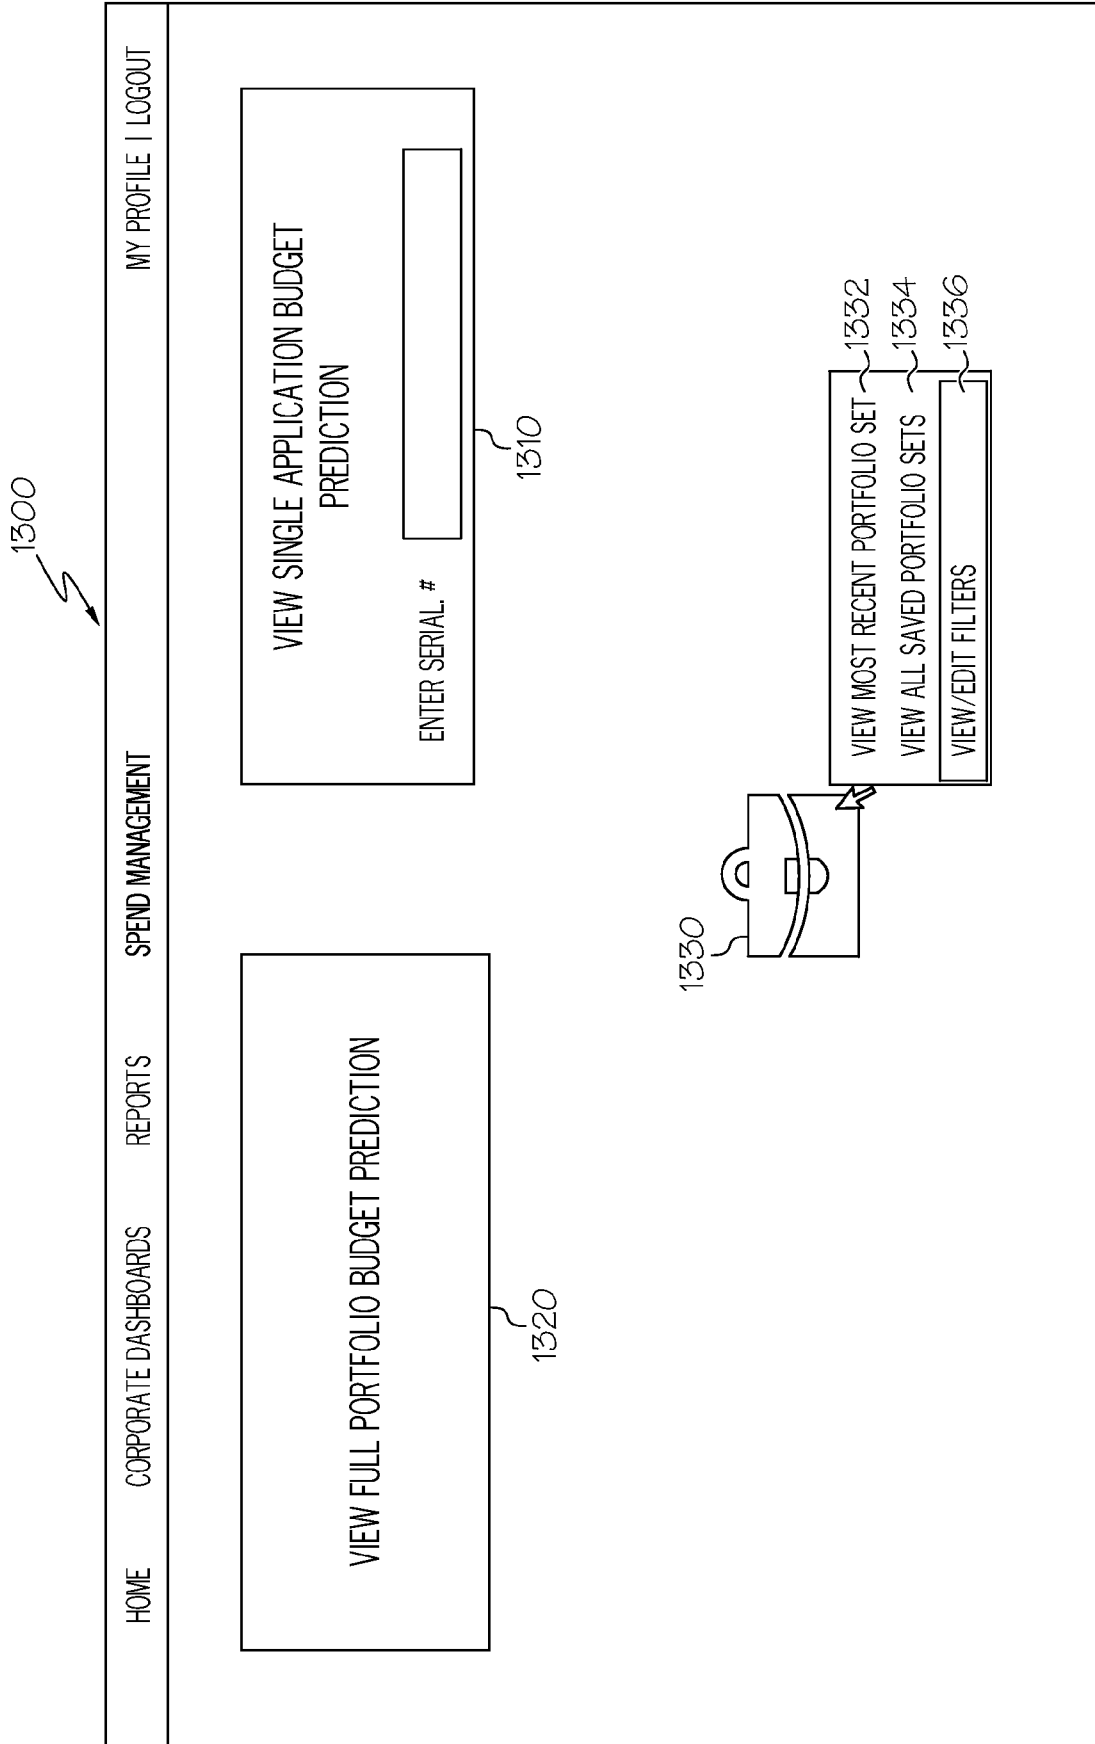 1300
HOME CORPORATE DASHBOARDS REPORTS SPEND MANAGEMENT MY PROFILE | LOGOUT
VIEW FULL PORTFOLIO BUDGET PREDICTION
1320
VIEW SINGLE APPLICATION BUDGET
PREDICTION
ENTER SERIAL. #
1310
1330
VIEW MOST RECENT PORTFOLIO SET 1332
VIEW ALL SAVED PORTFOLIO SETS 1334
VIEW/EDIT FILTERS 1336